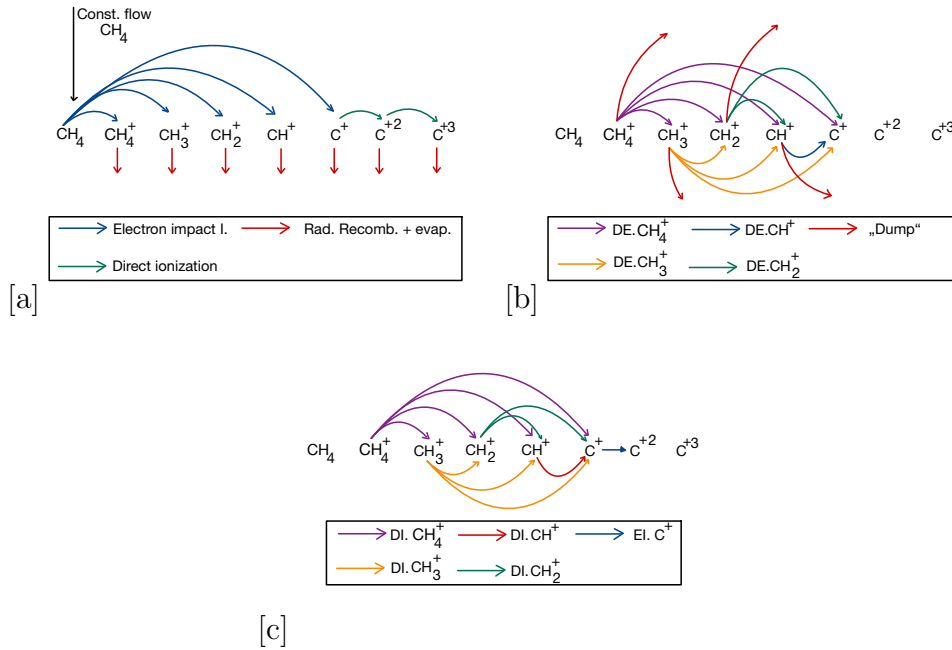 Const. flow
CH4
CH4 CH4+ CH3+ CH2+ CH+ C+ C+2 C+3
Electron impact I. Rad. Recomb. + evap.
Direct ionization
[a]
CH4 CH4+ CH3+ CH2+ CH+ C+ C+2 C+3
DE.CH4+ DE.CH+ „Dump“
DE.CH3+ DE.CH2+
[b]
CH4 CH4+ CH3+ CH2+ CH+ C+ C+2 C+3
DI. CH4+ DI.CH+ EI. C+
DI.CH3+ DI.CH2+
[c]